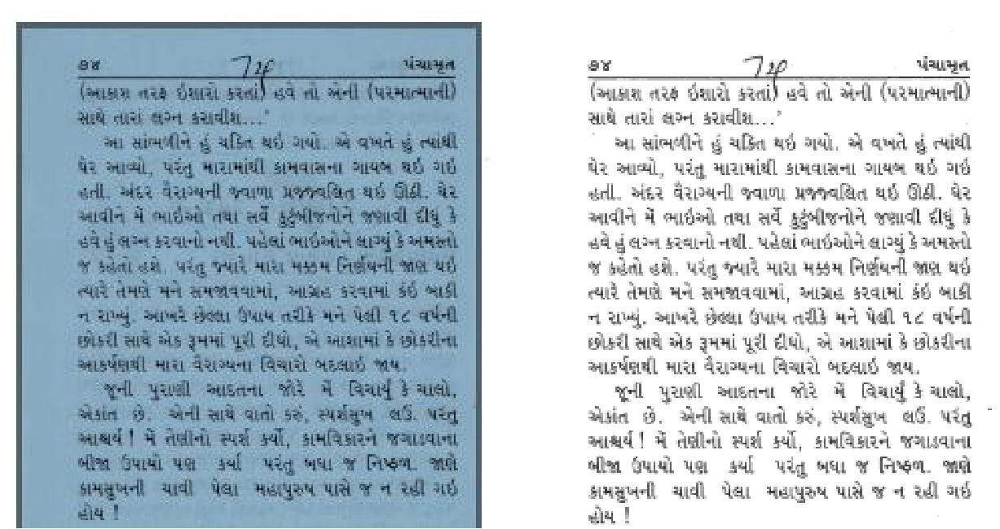 ૭૪ પંચામૃત
(આકાશ તરફ ઇશારો કરતાં) હવે તો એની (પરમાત્માની)
સાથે તારાં લગ્ન કરાવીશ...’
આ સાંભળીને હું ચકિત થઇ ગયો. એ વખતે હું ત્યાંથી
ઘેર આવ્યો, પરંતુ મારામાંથી કામવાસના ગાયબ થઇ ગઇ
હતી. અંદર વૈરાગ્યની જ્વાળા પ્રજ્જ્વલિત થઇ ઊઠી. ઘેર
આવીને મેં ભાઇઓ તથા સર્વે કુટુંબીજનોને જણાવી દીધું કે
હવે હું લગ્ન કરવાનો નથી. પહેલાં ભાઇઓને લાગ્યું કે અમસ્તો
જ કહેતો હશે. પરંતુ જ્યારે મારા મક્કમ નિર્ણયની જાણ થઇ
ત્યારે તેમણે મને સમજાવવામાં, આગ્રહ કરવામાં કંઇ બાકી
ન રાખ્યું. આખરે છેલ્લા ઉપાય તરીકે મને પેલી ૧૮ વર્ષની
છોકરી સાથે એક રૂમમાં પૂરી દીધો, એ આશામાં કે છોકરીના
આકર્ષણથી મારા વૈરાગ્યના વિચારો બદલાઇ જાય.
જૂની પુરાણી આદતના જોરે મેં વિચાર્યું કે ચાલો,
એકાંત છે. એની સાથે વાતો કરું, સ્પર્શસુખ લઉં. પરંતુ
આશ્ચર્ય ! મેં તેણીનો સ્પર્શ કર્યો, કામવિકારને જગાડવાના
બીજા ઉપાયો પણ કર્યા પરંતુ બધા જ નિષ્ફળ. જાણે
કામસુખની ચાવી પેલા મહાપુરુષ પાસે જ ન રહી ગઇ
હોય !
૭૪ પંચામૃત
(આકાશ તરફ ઇશારો કરતાં) હવે તો એની (પરમાત્માની)
સાથે તારાં લગ્ન કરાવીશ...’
આ સાંભળીને હું ચકિત થઇ ગયો. એ વખતે હું ત્યાંથી
ઘેર આવ્યો, પરંતુ મારામાંથી કામવાસના ગાયબ થઇ ગઇ
હતી. અંદર વૈરાગ્યની જ્વાળા પ્રજ્જ્વલિત થઇ ઊઠી. ઘેર
આવીને મેં ભાઇઓ તથા સર્વે કુટુંબીજનોને જણાવી દીધું કે
હવે હું લગ્ન કરવાનો નથી. પહેલાં ભાઇઓને લાગ્યું કે અમસ્તો
જ કહેતો હશે. પરંતુ જ્યારે મારા મક્કમ નિર્ણયની જાણ થઇ
ત્યારે તેમણે મને સમજાવવામાં, આગ્રહ કરવામાં કંઇ બાકી
ન રાખ્યું. આખરે છેલ્લા ઉપાય તરીકે મને પેલી ૧૮ વર્ષની
છોકરી સાથે એક રૂમમાં પૂરી દીધો, એ આશામાં કે છોકરીના
આકર્ષણથી મારા વૈરાગ્યના વિચારો બદલાઇ જાય.
જૂની પુરાણી આદતના જોરે મેં વિચાર્યું કે ચાલો,
એકાંત છે. એની સાથે વાતો કરું, સ્પર્શસુખ લઉં. પરંતુ
આશ્ચર્ય ! મેં તેણીનો સ્પર્શ કર્યો, કામવિકારને જગાડવાના
બીજા ઉપાયો પણ કર્યા પરંતુ બધા જ નિષ્ફળ. જાણે
કામસુખની ચાવી પેલા મહાપુરુષ પાસે જ ન રહી ગઇ
હોય !